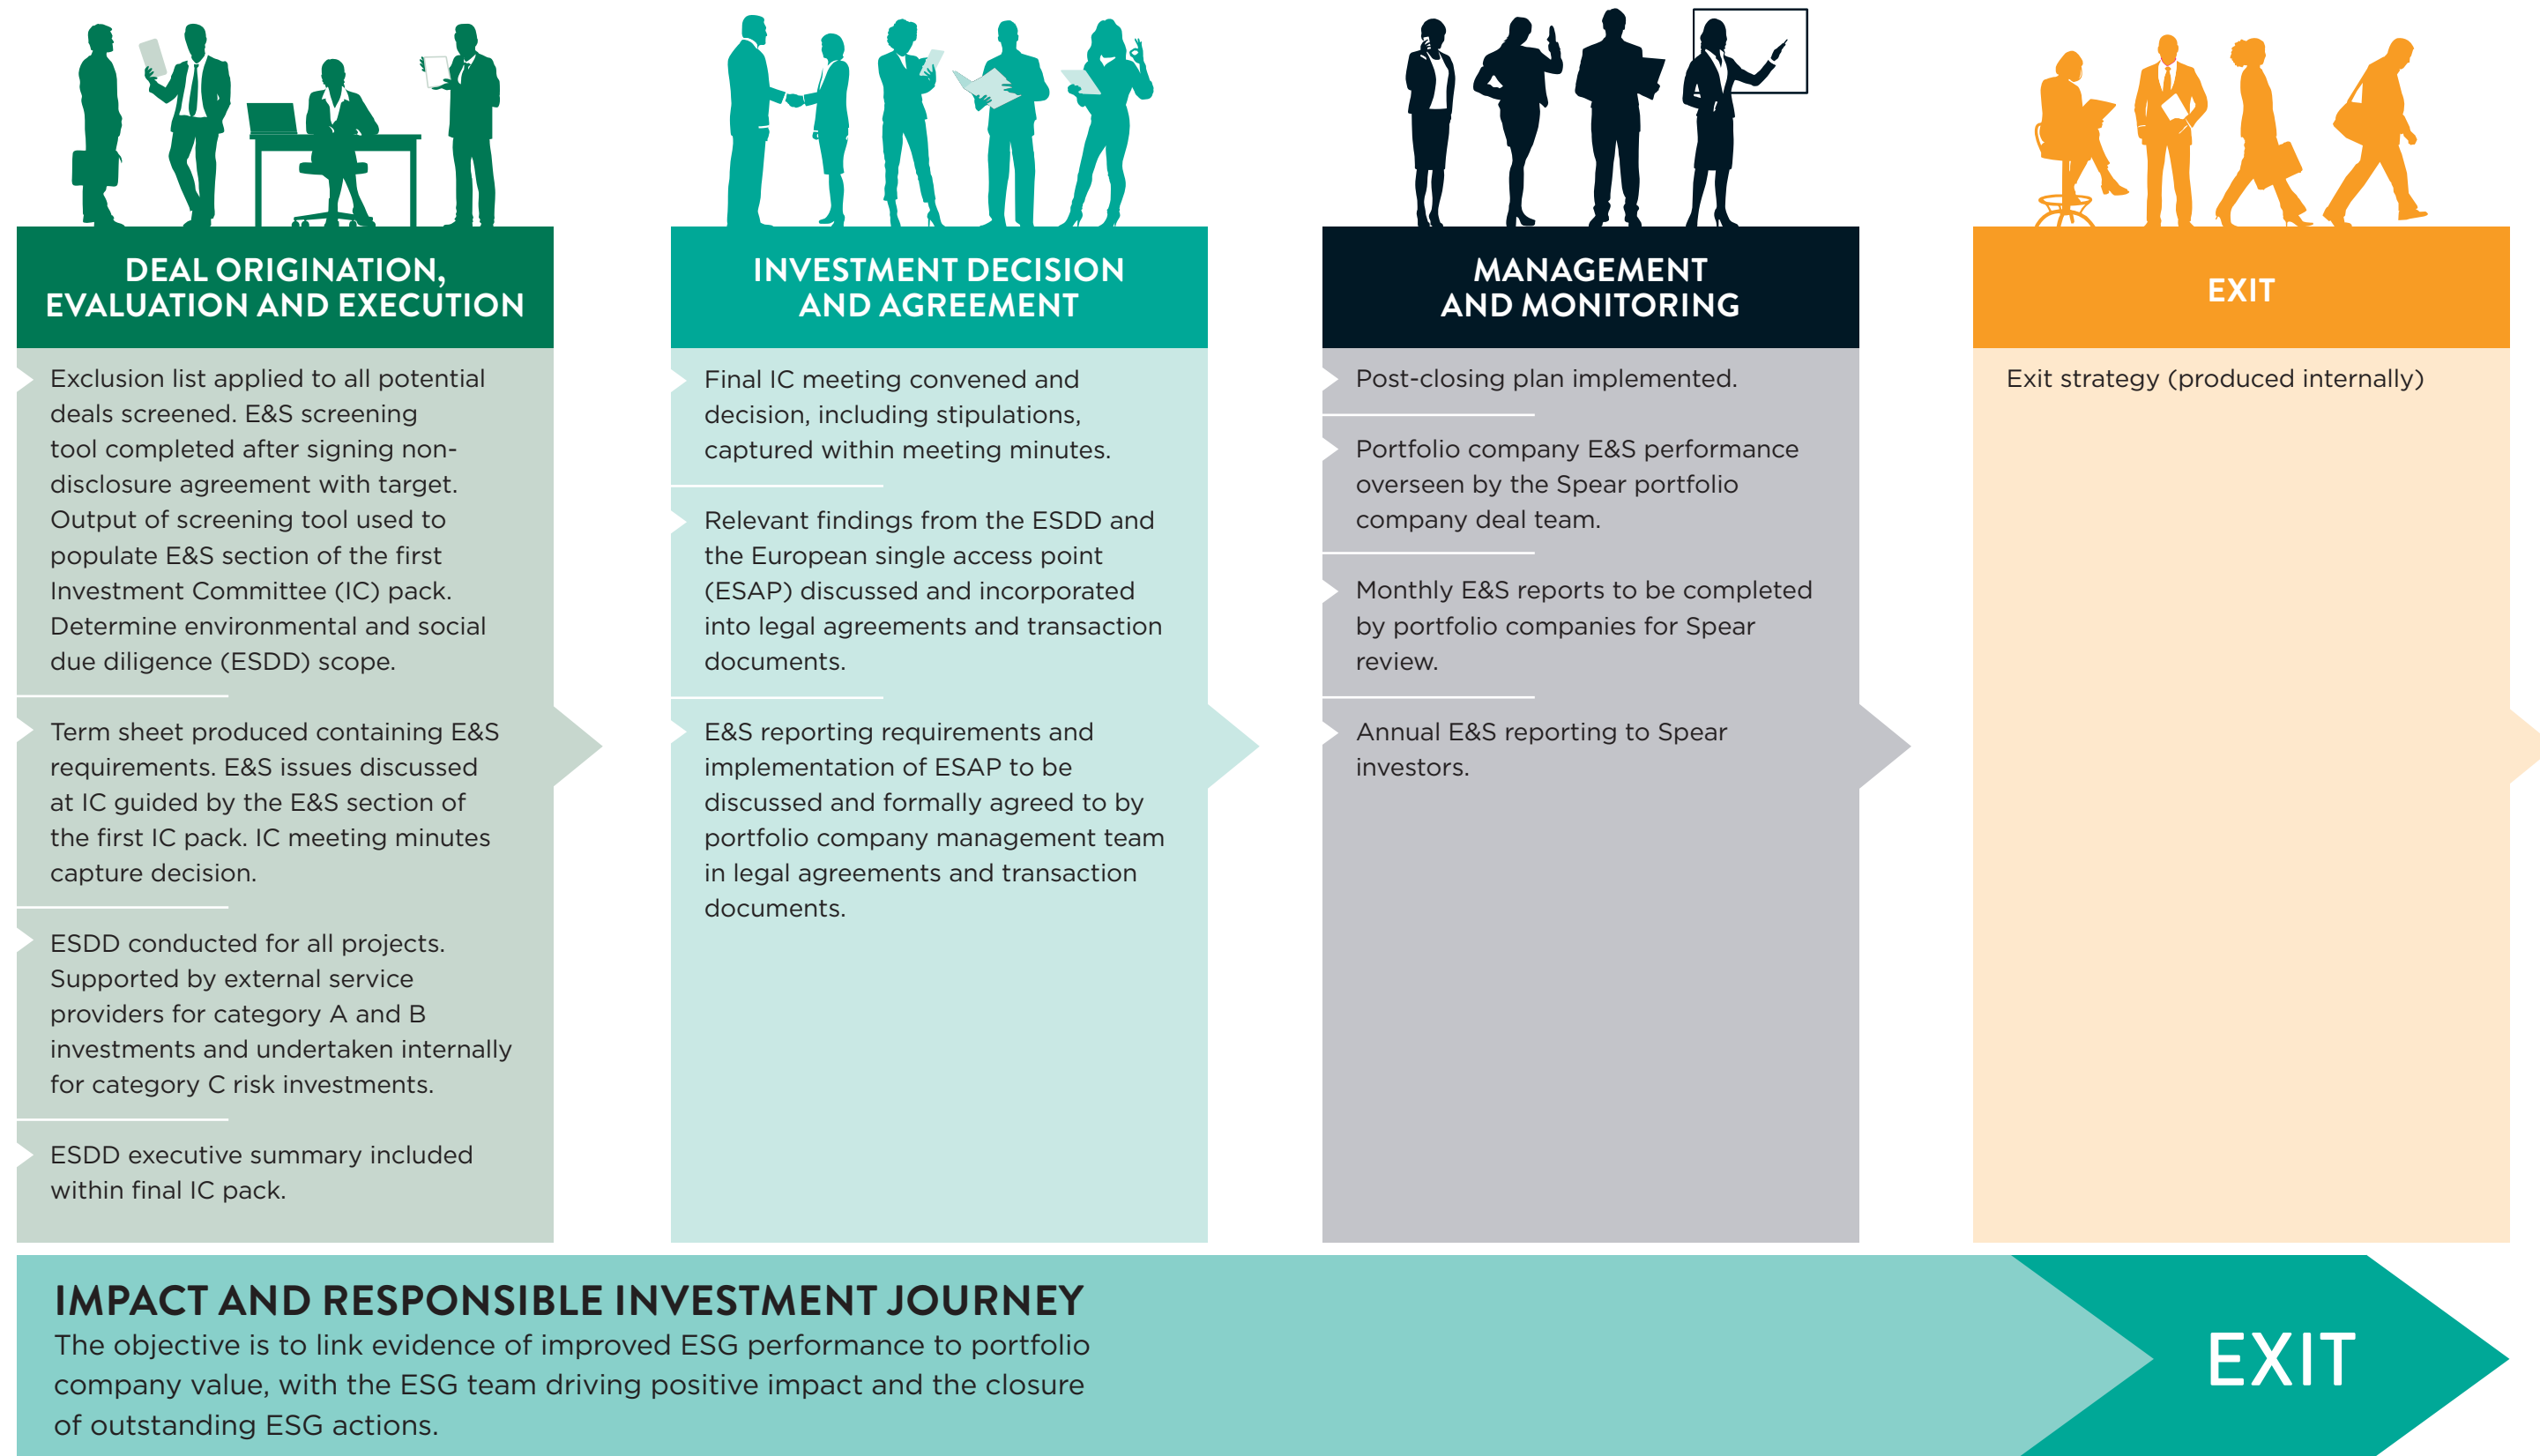 DEAL ORIGINATION,
EVALUATION AND EXECUTION
Exclusion list applied to all potential
deals screened. E&S screening
tool completed after signing non-
disclosure agreement with target.
Output of screening tool used to
populate E&S section of the first
Investment Committee (IC) pack.
Determine environmental and social
due diligence (ESDD) scope.
Term sheet produced containing E&S
requirements. E&S issues discussed
at IC guided by the E&S section of
the first IC pack. IC meeting minutes
capture decision.
ESDD conducted for all projects.
Supported by external service
providers for category A and B
investments and undertaken internally
for category C risk investments.
ESDD executive summary included
within final IC pack.
INVESTMENT DECISION
AND AGREEMENT
Final IC meeting convened and
decision, including stipulations,
captured within meeting minutes.
Relevant findings from the ESDD and
the European single access point
(ESAP) discussed and incorporated
into legal agreements and transaction
documents.
E&S reporting requirements and
implementation of ESAP to be
discussed and formally agreed to by
portfolio company management team
in legal agreements and transaction
documents.
MANAGEMENT
AND MONITORING
Post-closing plan implemented.
Portfolio company E&S performance
overseen by the Spear portfolio
company deal team.
Monthly E&S reports to be completed
by portfolio companies for Spear
review.
Annual E&S reporting to Spear
investors.
EXIT
Exit strategy (produced internally)
IMPACT AND RESPONSIBLE INVESTMENT JOURNEY
The objective is to link evidence of improved ESG performance to portfolio
company value, with the ESG team driving positive impact and the closure
of outstanding ESG actions.
EXIT